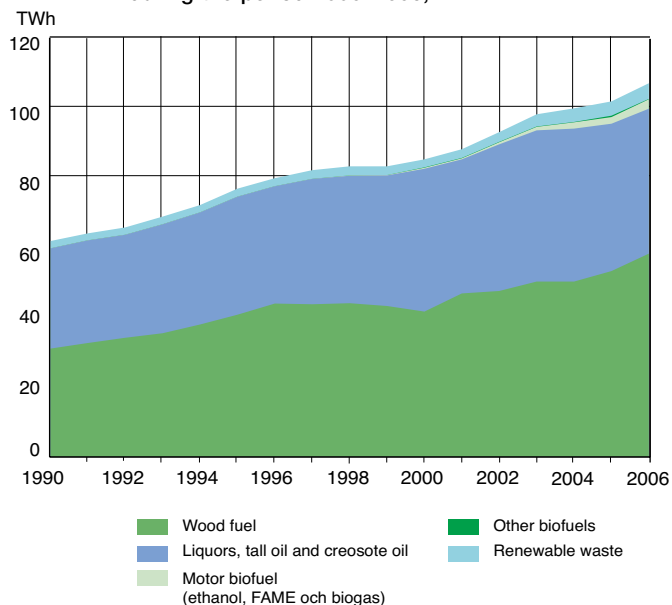 TWh
120
100
80
60
40
20
0
1990 1992 1994 1996 1998 2000 2002 2004 2006
Wood fuel
Other biofuels
Liquors, tall oil and creosote oil
Renewable waste
Motor biofuel
(ethanol, FAME och biogas)